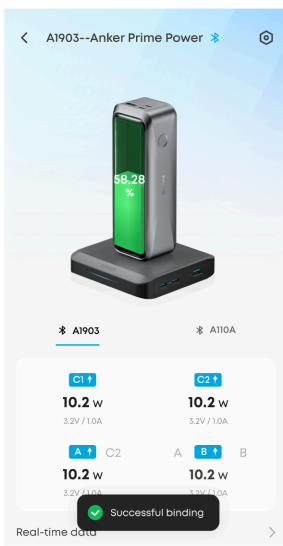 A1903--Anker Prime Power
58.28
%
A1903 A110A
C1 C2
10.2 W 10.2 W
3.2V / 1.0A 3.2V / 1.0A
A C2 A B B
10.2 W 10.2 W
3.2V / 1.0A 3.2V / 1.0A
Successful binding
Real-time data